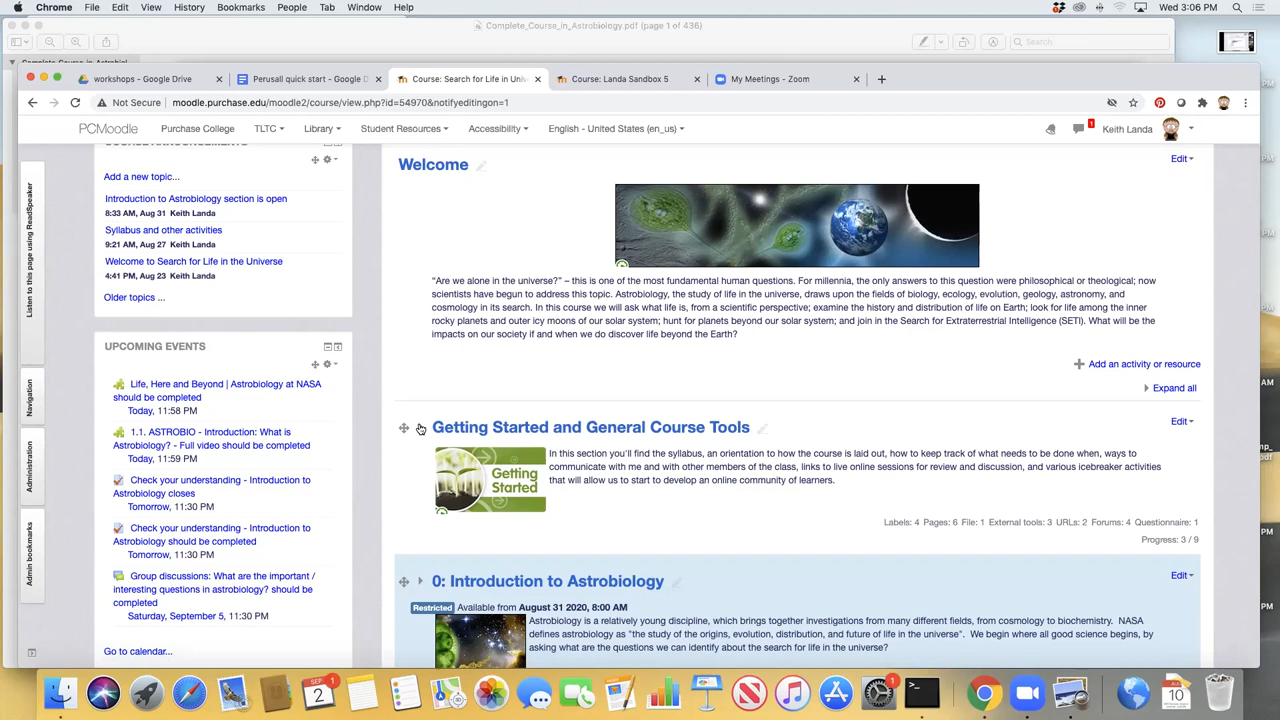 Chrome File Edit View History Bookmarks People Tab Window Help Wed 3:06 PM
Complete_Course_in_Astrobiology.pdf (page 1 of 436)
Search
workshops - Google Drive Perusall quick start - Google D Course: Search for Life in Univ Course: Landa Sandbox 5 My Meetings - Zoom
Not Secure moodle.purchase.edu/moodle2/course/view.php?id=54970&notifyeditingon=1
PCMoodle Purchase College TLTC Library Student Resources Accessibility English - United States (en_us) 1 Keith Landa
COURSE ANNOUNCEMENTS
Add a new topic...
Introduction to Astrobiology section is open
8:33 AM, Aug 31 Keith Landa
Syllabus and other activities
9:21 AM, Aug 27 Keith Landa
Welcome to Search for Life in the Universe
4:41 PM, Aug 23 Keith Landa
Older topics ...
UPCOMING EVENTS
Life, Here and Beyond | Astrobiology at NASA
should be completed
Today, 11:58 PM
1.1. ASTROBIO - Introduction: What is
Astrobiology? - Full video should be completed
Today, 11:59 PM
Check your understanding - Introduction to
Astrobiology closes
Tomorrow, 11:30 PM
Check your understanding - Introduction to
Astrobiology should be completed
Tomorrow, 11:30 PM
Group discussions: What are the important /
interesting questions in astrobiology? should be
completed
Saturday, September 5, 11:30 PM
Go to calendar...
Listen to this page using ReadSpeaker
Navigation
Administration
Admin bookmarks
Welcome
Edit
“Are we alone in the universe?” – this is one of the most fundamental human questions. For millennia, the only answers to this question were philosophical or theological; now
scientists have begun to address this topic. Astrobiology, the study of life in the universe, draws upon the fields of biology, ecology, evolution, geology, astronomy, and
cosmology in its search. In this course we will ask what life is, from a scientific perspective; examine the history and distribution of life on Earth; look for life among the inner
rocky planets and outer icy moons of our solar system; hunt for planets beyond our solar system; and join in the Search for Extraterrestrial Intelligence (SETI). What will be the
impacts on our society if and when we do discover life beyond the Earth?
Add an activity or resource
Expand all
Getting Started and General Course Tools
Edit
Getting
Started
In this section you'll find the syllabus, an orientation to how the course is laid out, how to keep track of what needs to be done when, ways to
communicate with me and with other members of the class, links to live online sessions for review and discussion, and various icebreaker activities
that will allow us to start to develop an online community of learners.
Labels: 4 Pages: 6 File: 1 External tools: 3 URLs: 2 Forums: 4 Questionnaire: 1
Progress: 3 / 9
0: Introduction to Astrobiology
Edit
Restricted Available from August 31 2020, 8:00 AM
Astrobiology is a relatively young discipline, which brings together investigations from many different fields, from cosmology to biochemistry. NASA
defines astrobiology as "the study of the origins, evolution, distribution, and future of life in the universe". We begin where all good science begins, by
asking what are the questions we can identify about the search for life in the universe?
SEP
2
1
1
10